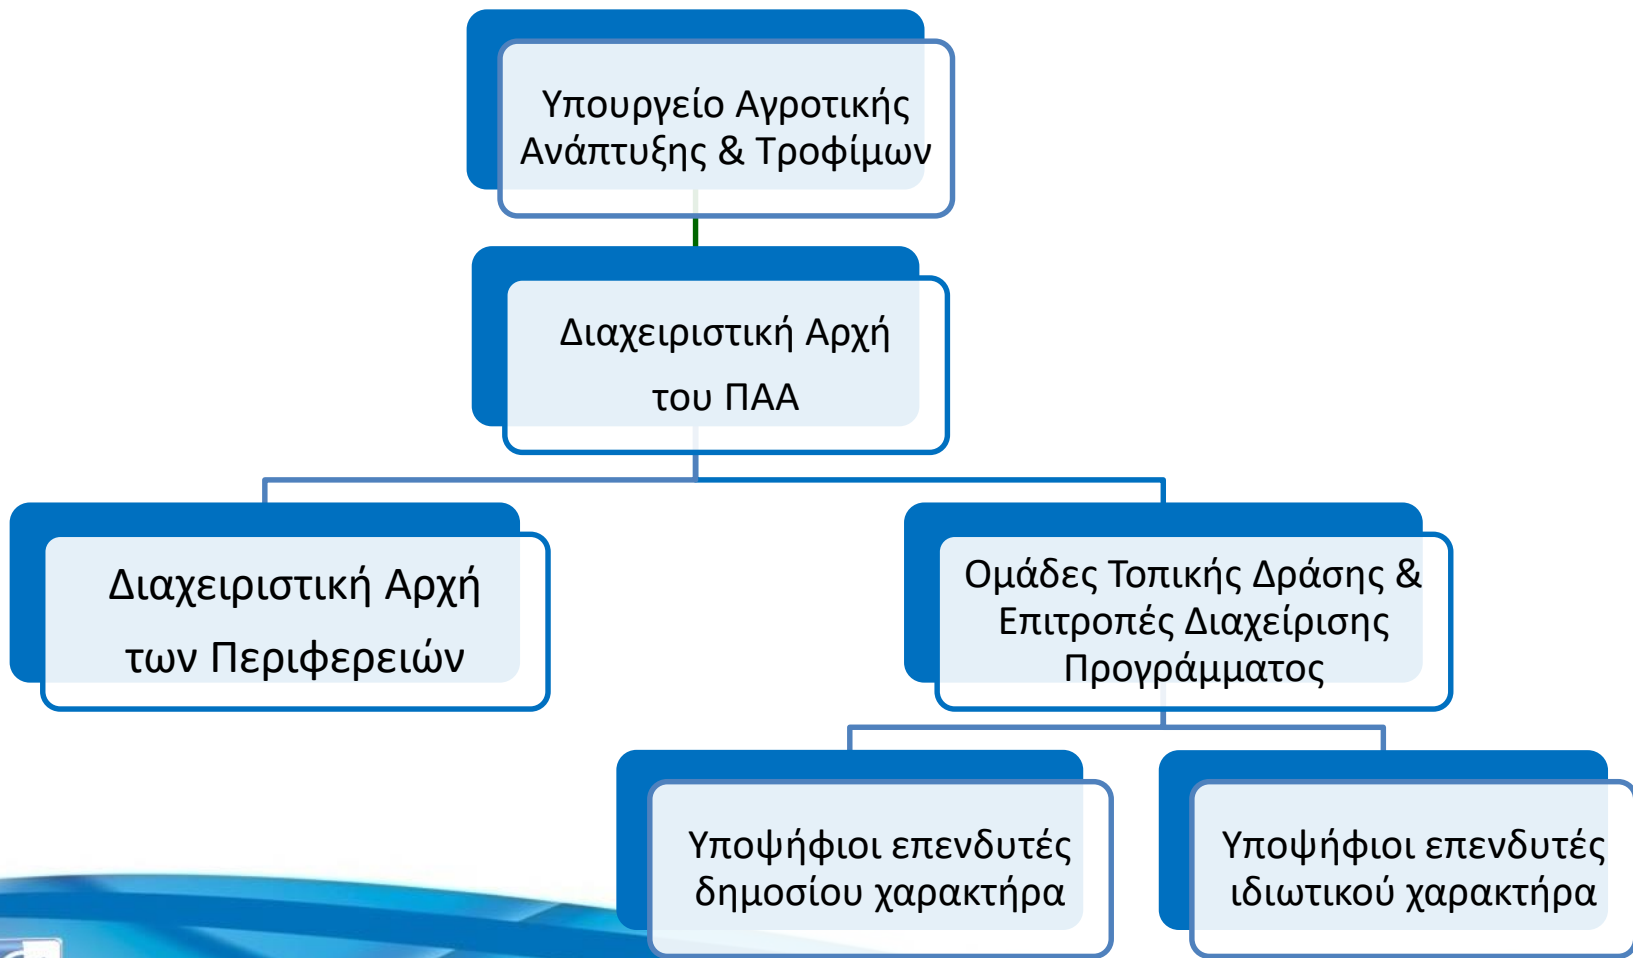 Υπουργείο Αγροτικής
Ανάπτυξης & Τροφίμων
Διαχειριστική Αρχή
του ΠΑΑ
Διαχειριστική Αρχή
των Περιφερειών
Ομάδες Τοπικής Δράσης &
Επιτροπές Διαχείρισης
Προγράμματος
Υποψήφιοι επενδυτές
δημοσίου χαρακτήρα
Υποψήφιοι επενδυτές
ιδιωτικού χαρακτήρα